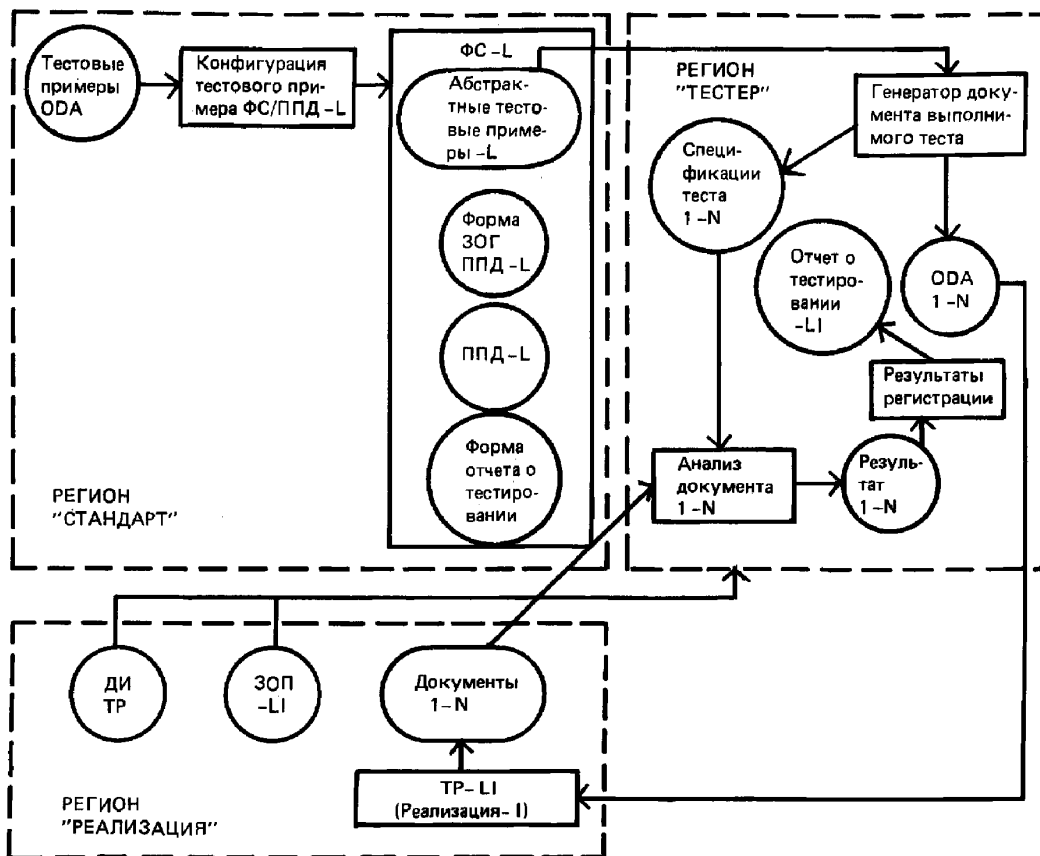 Тестовые
примеры
ODA
Конфигурация
тестового при-
мера ФС/ППД-L
ФС-L
Абстрак-
тные тесто-
вые приме-
ры-L
Форма
ЗОГ
ППД-L
ППД-L
Форма
отчета о
тестиро-
вании
РЕГИОН
"СТАНДАРТ"
РЕГИОН
"ТЕСТЕР"
Генератор доку-
мента выполни-
мого теста
Специ-
фикации
теста
1-N
Отчет о
тестиро-
вании
-LI
ODA
1-N
Результаты
регистрации
Анализ
документа
1-N
Резуль-
тат
1-N
ДИ
ТР
ЗОП
-LI
Документы
1-N
ТР-LI
(Реализация-I)
РЕГИОН
"РЕАЛИЗАЦИЯ"